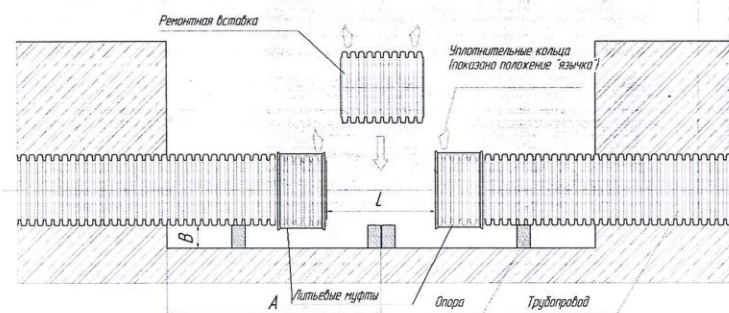 Ремонтная вставка
Уплотнительные кольца
(показано положение "язычка")
L
B
A
Литьевые муфты
Опора
Трубопровод